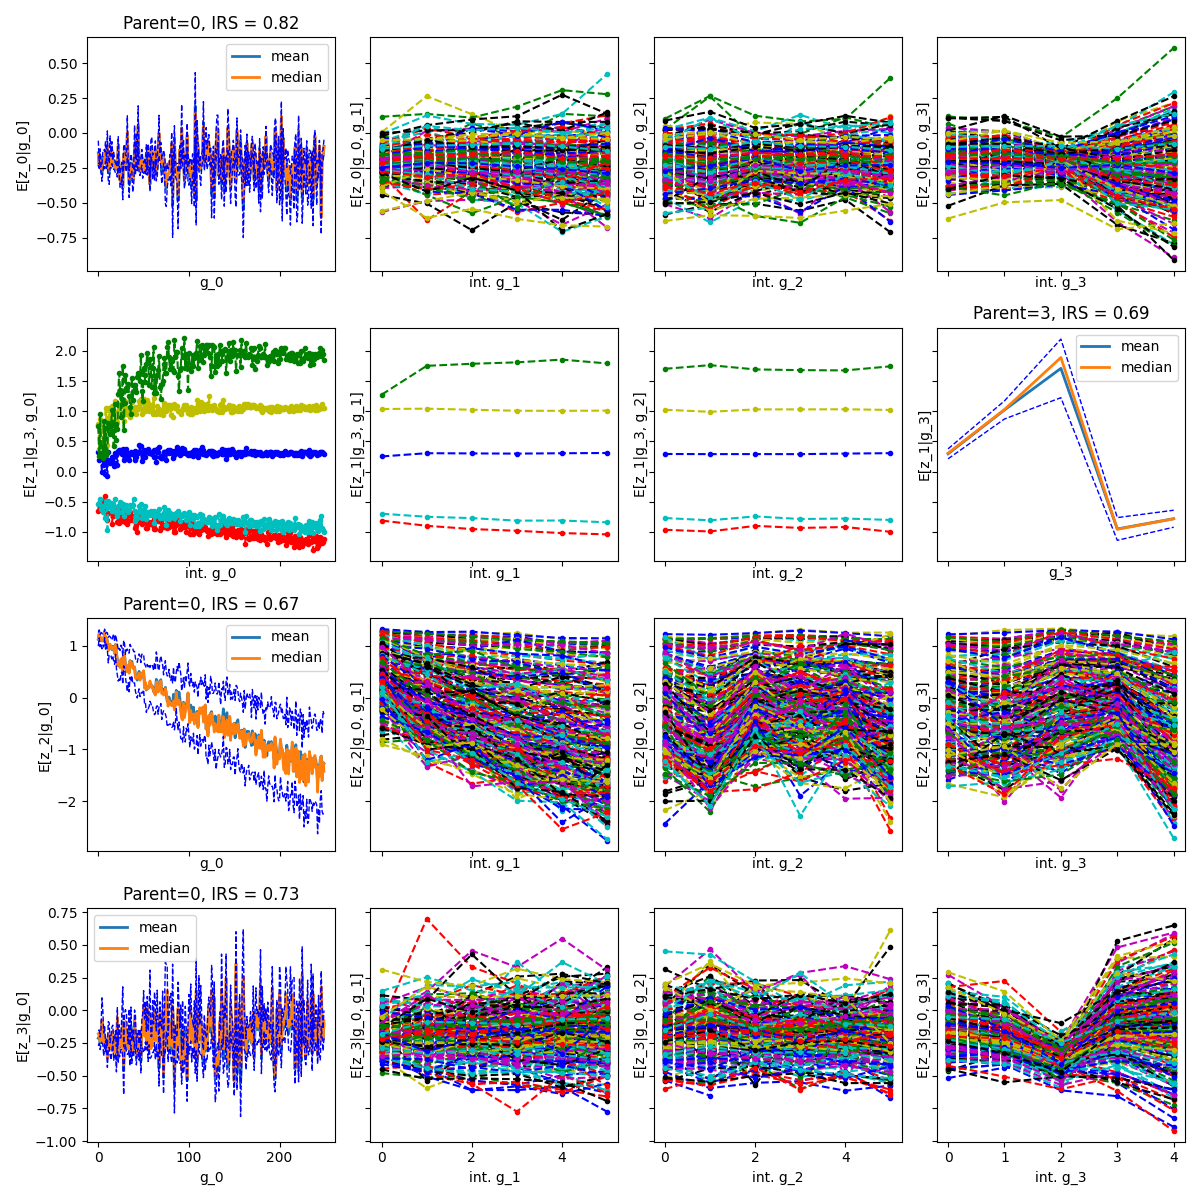 Parent=0, IRS = 0.82
mean
median
0.50
0.25
0.00
−0.25
−0.50
−0.75
E[z_0|g_0]
g_0
E[z_0|g_0, g_1]
int. g_1
E[z_0|g_0, g_2]
int. g_2
E[z_0|g_0, g_3]
int. g_3
2.0
1.5
1.0
0.5
0.0
−0.5
−1.0
E[z_1|g_3, g_0]
int. g_0
E[z_1|g_3, g_1]
int. g_1
E[z_1|g_3, g_2]
int. g_2
Parent=3, IRS = 0.69
mean
median
E[z_1|g_3]
g_3
Parent=0, IRS = 0.67
mean
median
1
0
−1
−2
E[z_2|g_0]
g_0
E[z_2|g_0, g_1]
int. g_1
E[z_2|g_0, g_2]
int. g_2
E[z_2|g_0, g_3]
int. g_3
Parent=0, IRS = 0.73
mean
median
0.75
0.50
0.25
0.00
−0.25
−0.50
−0.75
−1.00
E[z_3|g_0]
0
100
200
g_0
E[z_3|g_0, g_1]
0
2
4
int. g_1
E[z_3|g_0, g_2]
0
2
4
int. g_2
E[z_3|g_0, g_3]
0
1
2
3
4
int. g_3